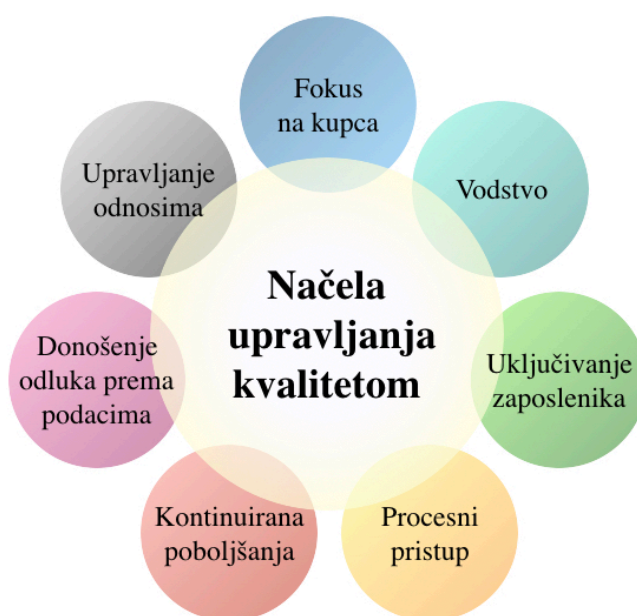 Načela
upravljanja
kvalitetom
Fokus
na kupca
Vodstvo
Uključivanje
zaposlenika
Procesni
pristup
Kontinuirana
poboljšanja
Donošenje
odluka prema
podacima
Upravljanje
odnosima